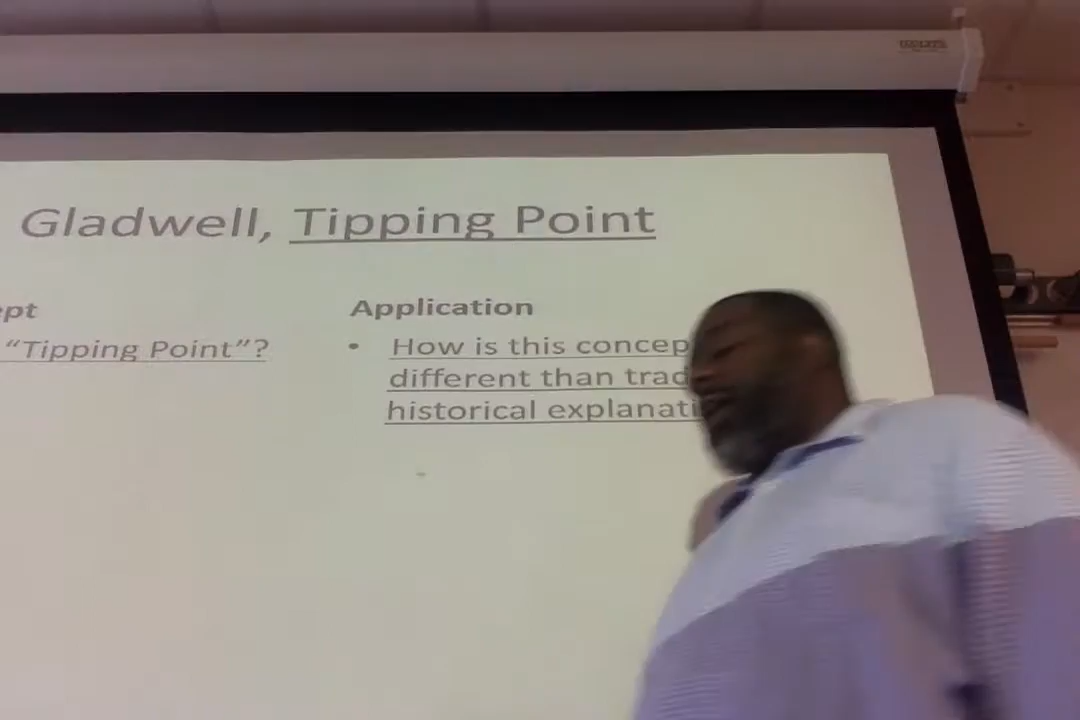 Gladwell, Tipping Point
ept
"Tipping Point"?
Application
• How is this concep
different than trad
historical explanati